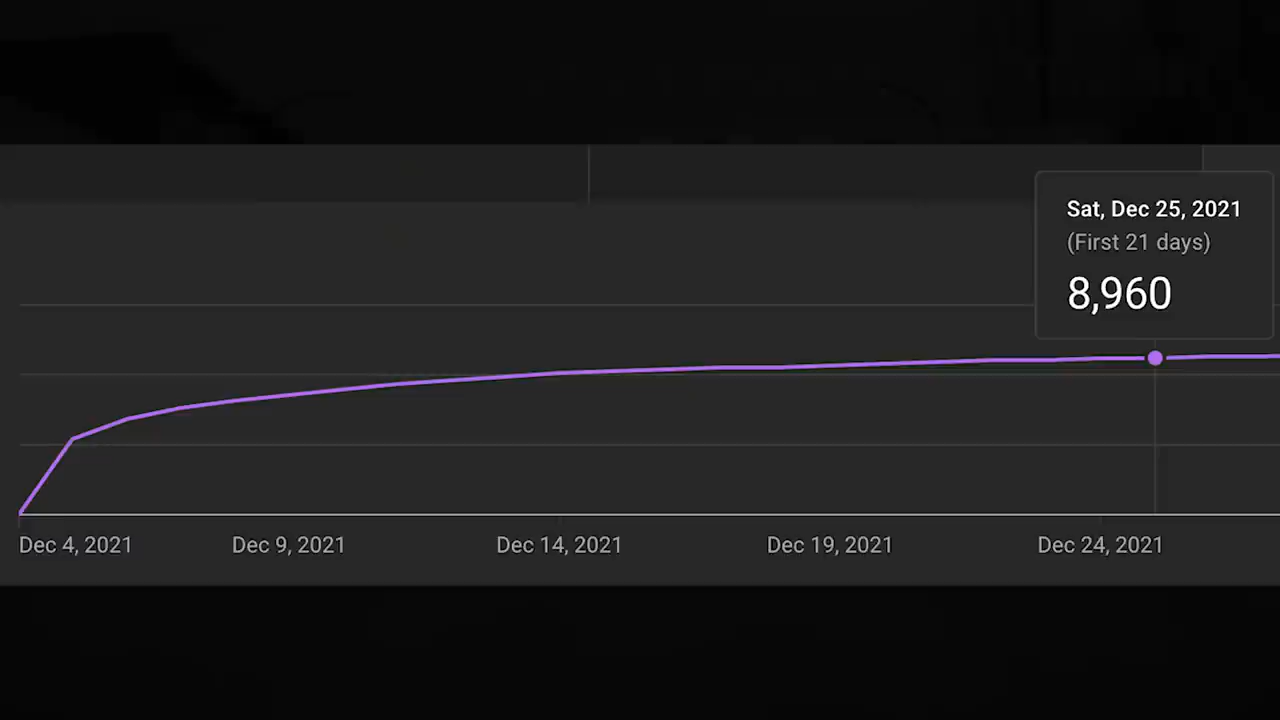 Sat, Dec 25, 2021
(First 21 days)
8,960
Dec 4, 2021
Dec 9, 2021
Dec 14, 2021
Dec 19, 2021
Dec 24, 2021